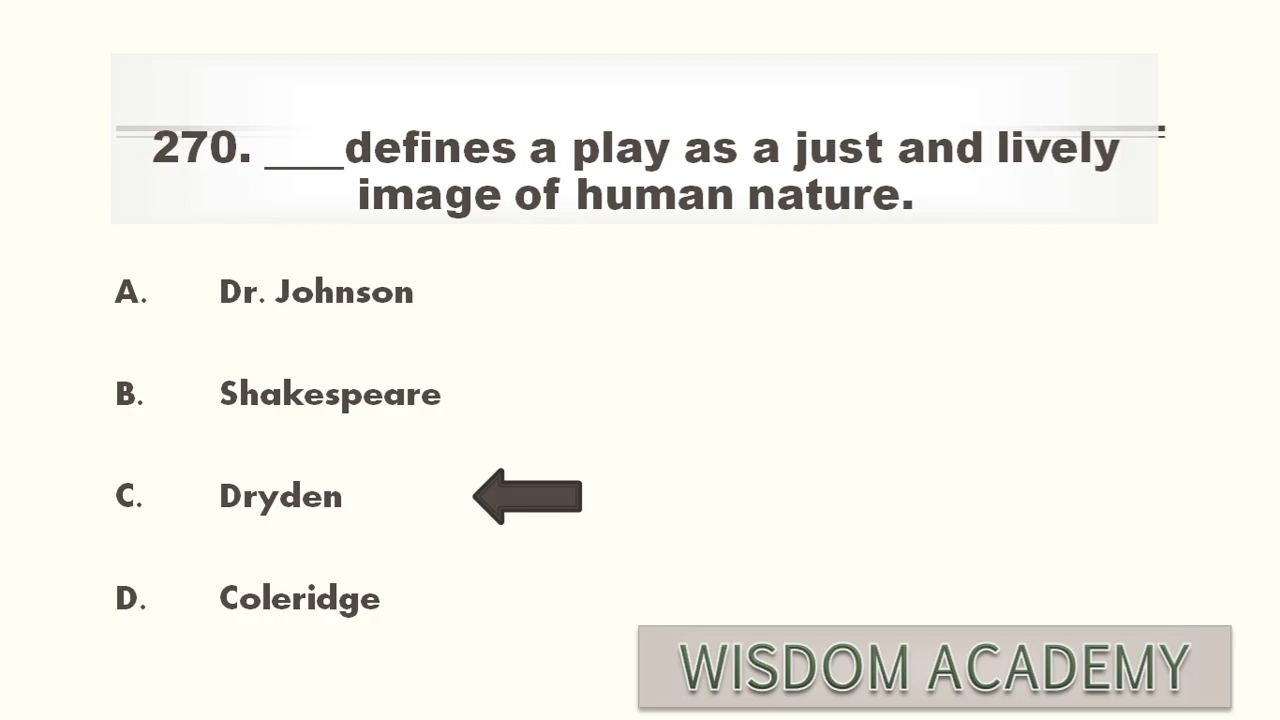 270. ___defines a play as a just and lively
image of human nature.
A. Dr. Johnson
B. Shakespeare
C. Dryden
D. Coleridge
WISDOM ACADEMY